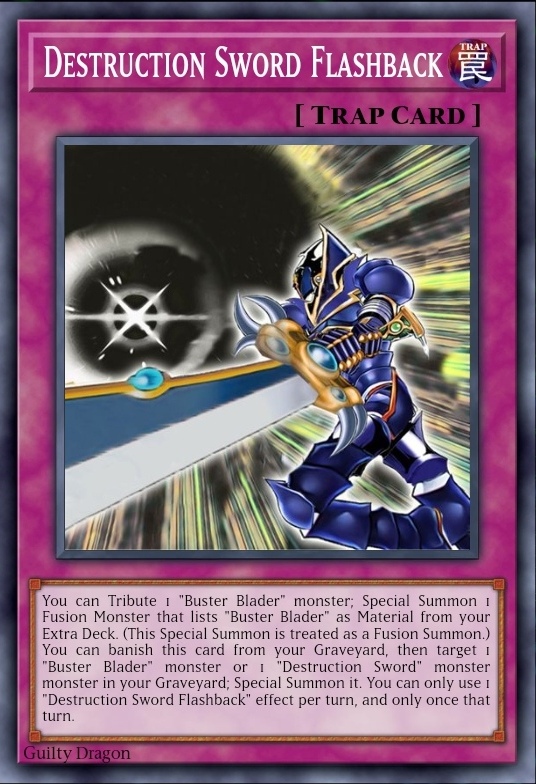 DESTRUCTION SWORD FLASHBACK
TRAP
罠
[ TRAP CARD ]
You can Tribute 1 "Buster Blader" monster; Special Summon 1
Fusion Monster that lists "Buster Blader" as Material from your
Extra Deck. (This Special Summon is treated as a Fusion Summon.)
You can banish this card from your Graveyard, then target 1
"Buster Blader" monster or 1 "Destruction Sword" monster
monster in your Graveyard; Special Summon it. You can only use 1
"Destruction Sword Flashback" effect per turn, and only once that
turn.
Guilty Dragon